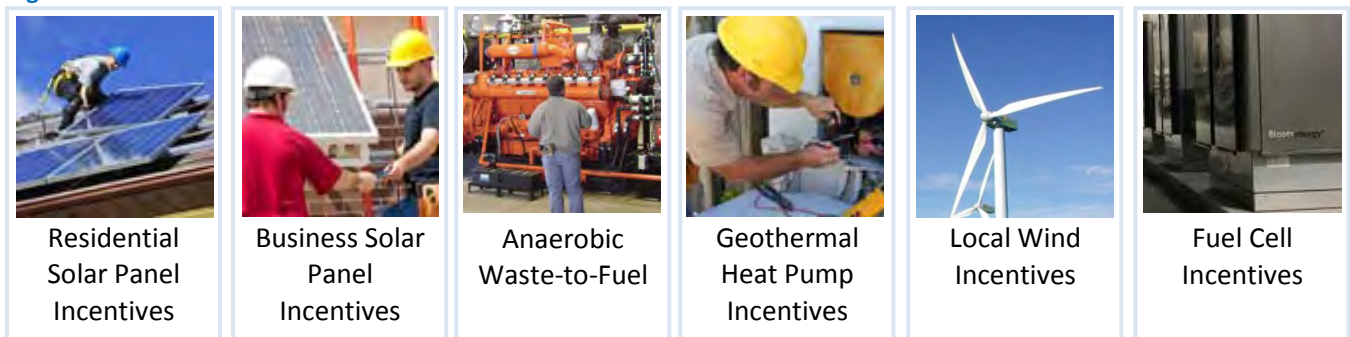 Residential
Solar Panel
Incentives
Business Solar
Panel
Incentives
Anaerobic
Waste-to-Fuel
Geothermal
Heat Pump
Incentives
Local Wind
Incentives
Bloomenergy®
Fuel Cell
Incentives